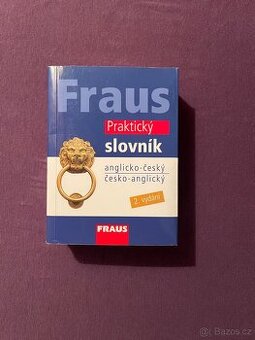 Fraus
Praktický
slovník
anglicko-český
česko-anglický
2. vydání
FRAUS
Bazos.cz